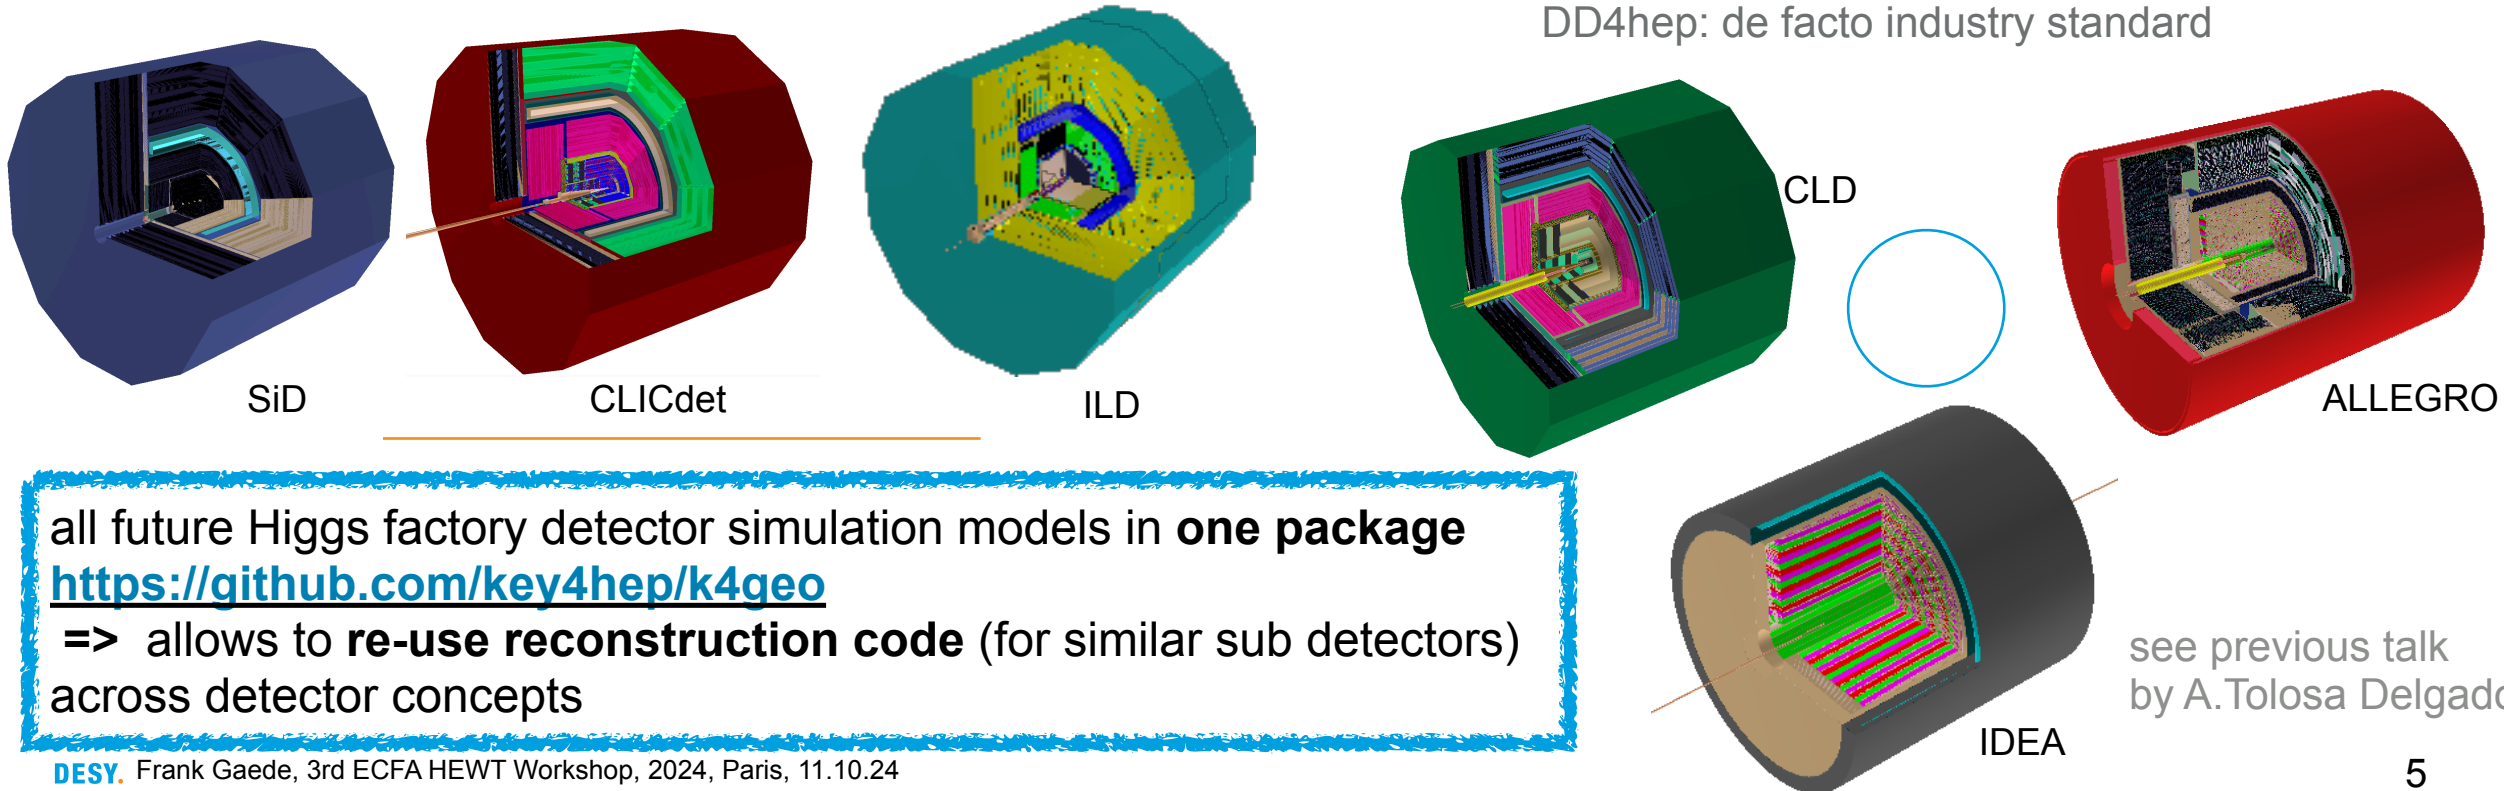 DD4hep: de facto industry standard
CLD
SiD
CLICdet
ILD
ALLEGRO
all future Higgs factory detector simulation models in one package
https://github.com/key4hep/k4geo
=> allows to re-use reconstruction code (for similar sub detectors)
across detector concepts
see previous talk
by A.Tolosa Delgado
IDEA
DESY. Frank Gaede, 3rd ECFA HEWT Workshop, 2024, Paris, 11.10.24
5